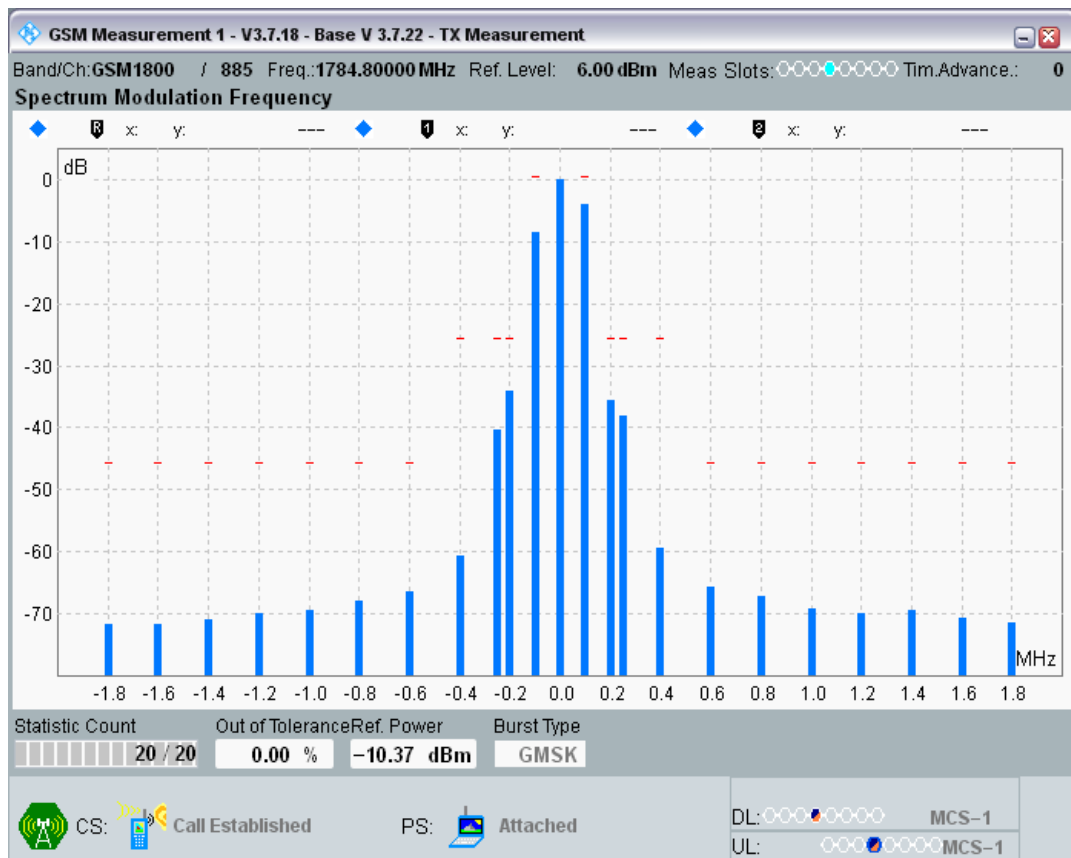 GSM Measurement 1 - V3.7.18 - Base V 3.7.22 - TX Measurement
Band/Ch:GSM1800 / 885 Freq.:1784.80000 MHz Ref. Level: 6.00 dBm Meas Slots: Tim.Advance.: 0
Spectrum Modulation Frequency
R x: y: --- 1 x: y: --- 2 x: y: ---
dB
0
-10
-20
-30
-40
-50
-60
-70
MHz
-1.8 -1.6 -1.4 -1.2 -1.0 -0.8 -0.6 -0.4 -0.2 0.0 0.2 0.4 0.6 0.8 1.0 1.2 1.4 1.6 1.8
Statistic Count Out of Tolerance Ref. Power Burst Type
20 / 20 0.00 % −10.37 dBm GMSK
CS: Call Established PS: Attached
DL: MCS−1
UL: MCS−1